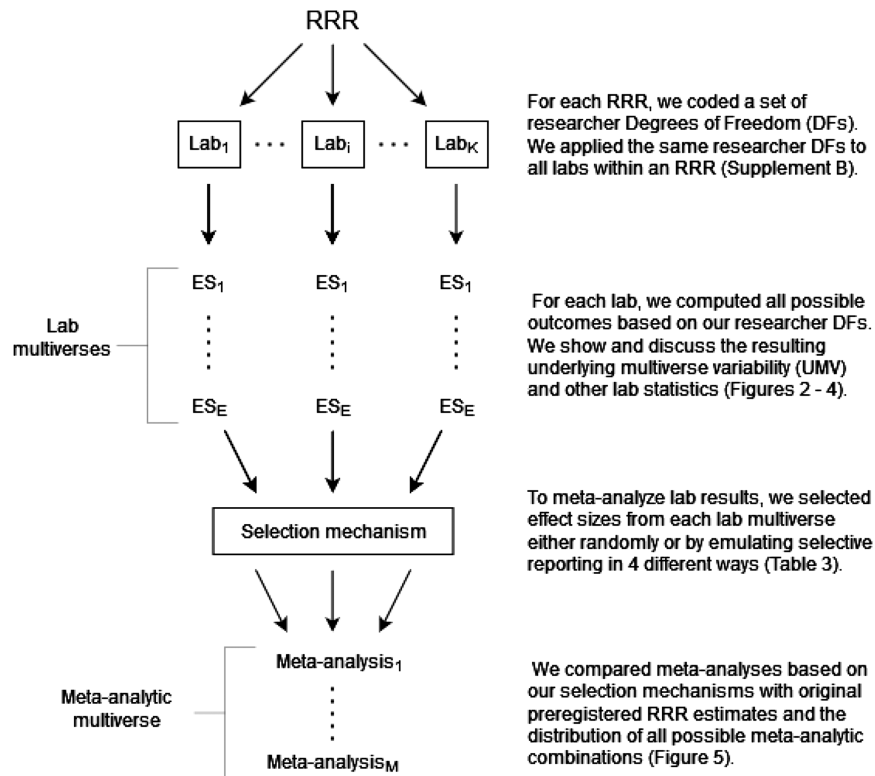 RRR
Lab1 ... Labi ... LabK
For each RRR, we coded a set of
researcher Degrees of Freedom (DFs).
We applied the same researcher DFs to
all labs within an RRR (Supplement B).
Lab
multiverses
ES1 ES1 ES1
ESE ESE ESE
For each lab, we computed all possible
outcomes based on our researcher DFs.
We show and discuss the resulting
underlying multiverse variability (UMV)
and other lab statistics (Figures 2 - 4).
Selection mechanism
To meta-analyze lab results, we selected
effect sizes from each lab multiverse
either randomly or by emulating selective
reporting in 4 different ways (Table 3).
Meta-analytic
multiverse
Meta-analysis1
Meta-analysisM
We compared meta-analyses based on
our selection mechanisms with original
preregistered RRR estimates and the
distribution of all possible meta-analytic
combinations (Figure 5).